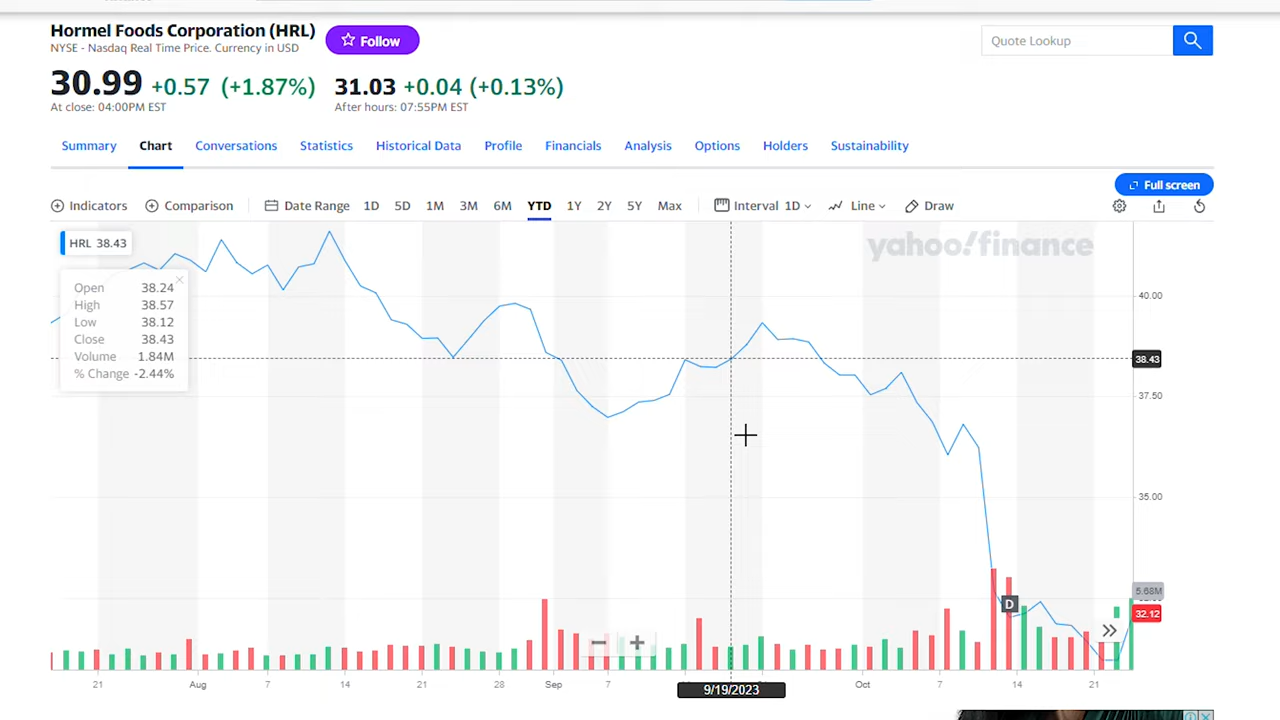 Hormel Foods Corporation (HRL)
Follow
NYSE - Nasdaq Real Time Price. Currency in USD
Quote Lookup
30.99 +0.57 (+1.87%) 31.03 +0.04 (+0.13%)
At close: 04:00PM EST After hours: 07:55PM EST
Summary Chart Conversations Statistics Historical Data Profile Financials Analysis Options Holders Sustainability
Full screen
Indicators Comparison Date Range 1D 5D 1M 3M 6M YTD 1Y 2Y 5Y Max Interval 1D Line Draw
HRL 38.43
yahoo!finance
Open 38.24
High 38.57
Low 38.12
Close 38.43
Volume 1.84M
% Change -2.44%
40.00
38.43
37.50
35.00
5.68M
D
32.12
21 Aug 7 14 21 28 Sep 7 Oct 7 14 21
9/19/2023